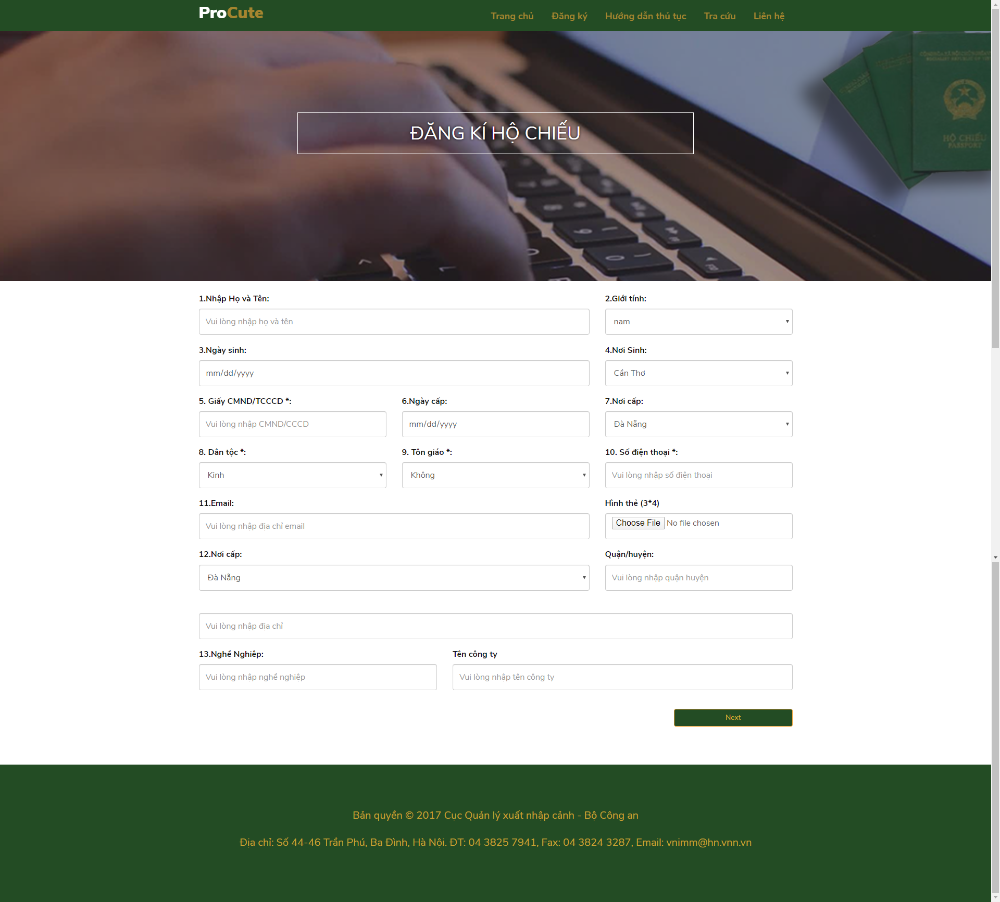 ProCute
Trang chủ Đăng ký Hướng dẫn thủ tục Tra cứu Liên hệ
HỘ CHIẾU
PASSPORT
ĐĂNG KÍ HỘ CHIẾU
1.Nhập Họ và Tên: 2.Giới tính:
Vui lòng nhập họ và tên nam
3.Ngày sinh: 4.Nơi Sinh:
mm/dd/yyyy Cần Thơ
5. Giấy CMND/TCCCD *: 6.Ngày cấp: 7.Nơi cấp:
Vui lòng nhập CMND/CCCD mm/dd/yyyy Đà Nẵng
8. Dân tộc *: 9. Tôn giáo *: 10. Số điện thoại *:
Kinh Không Vui lòng nhập số điện thoại
11.Email: Hình thẻ (3*4)
Vui lòng nhập địa chỉ email Choose File No file chosen
12.Nơi cấp: Quận/huyện:
Đà Nẵng Vui lòng nhập quận huyện
Vui lòng nhập địa chỉ
13.Nghề Nghiêp: Tên công ty
Vui lòng nhập nghề nghiệp Vui lòng nhập tên công ty
Next
Bản quyền © 2017 Cục Quản lý xuất nhập cảnh - Bộ Công an
Địa chỉ: Số 44-46 Trần Phú, Ba Đình, Hà Nội. ĐT: 04 3825 7941, Fax: 04 3824 3287, Email: vnimm@hn.vnn.vn